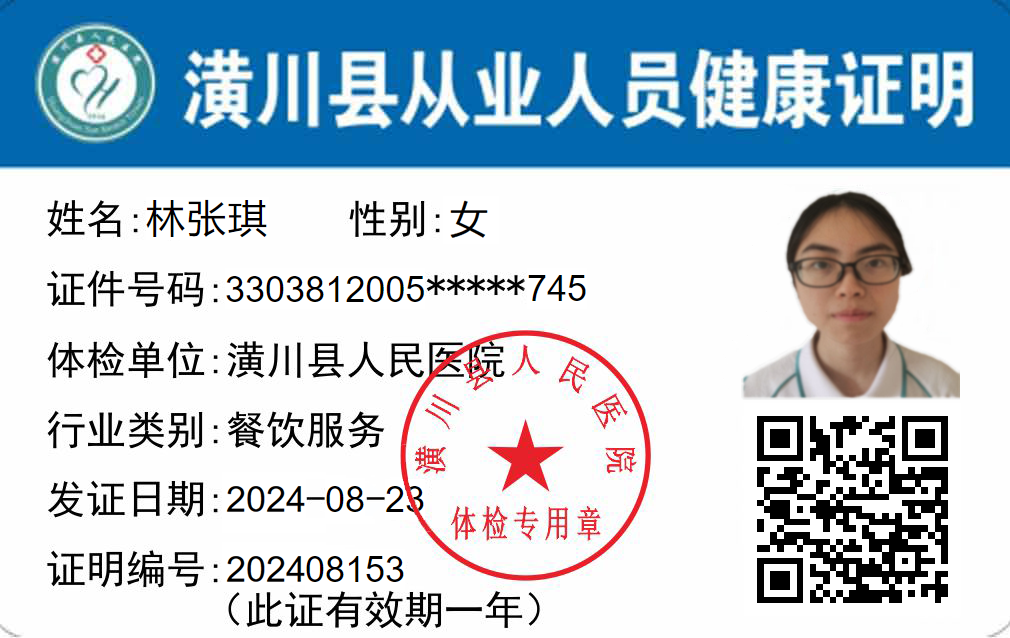 潢川县从业人员健康证明
姓名:林张琪 性别:女
证件号码:3303812005*****745
体检单位:潢川县人民医院
行业类别:餐饮服务
发证日期:2024-08-23
证明编号:202408153
(此证有效期一年)
潢川县人民医院
体检专用章